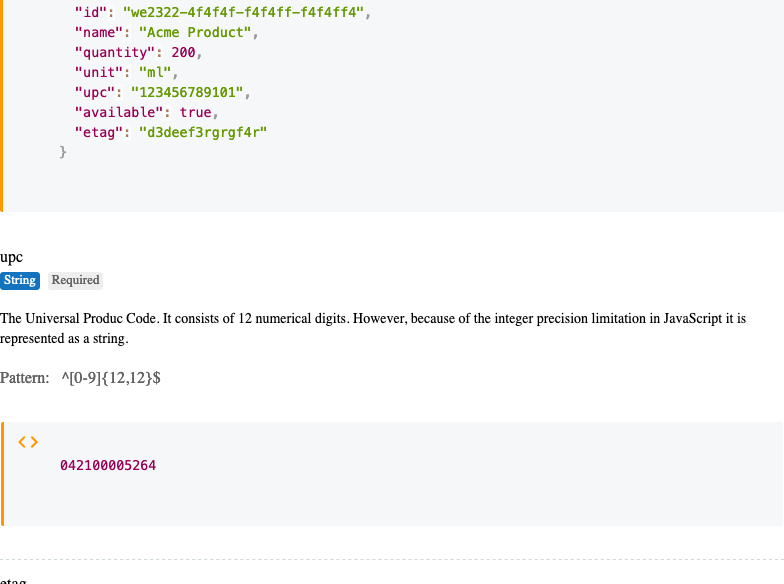 "id": "we2322-4f4f4f-f4f4ff-f4f4ff4",
"name": "Acme Product",
"quantity": 200,
"unit": "ml",
"upc": "123456789101",
"available": true,
"etag": "d3deef3rgrgf4r"
}
upc
String Required
The Universal Produc Code. It consists of 12 numerical digits. However, because of the integer precision limitation in JavaScript it is
represented as a string.
Pattern: ^[0-9]{12,12}$
<>
042100005264
etag